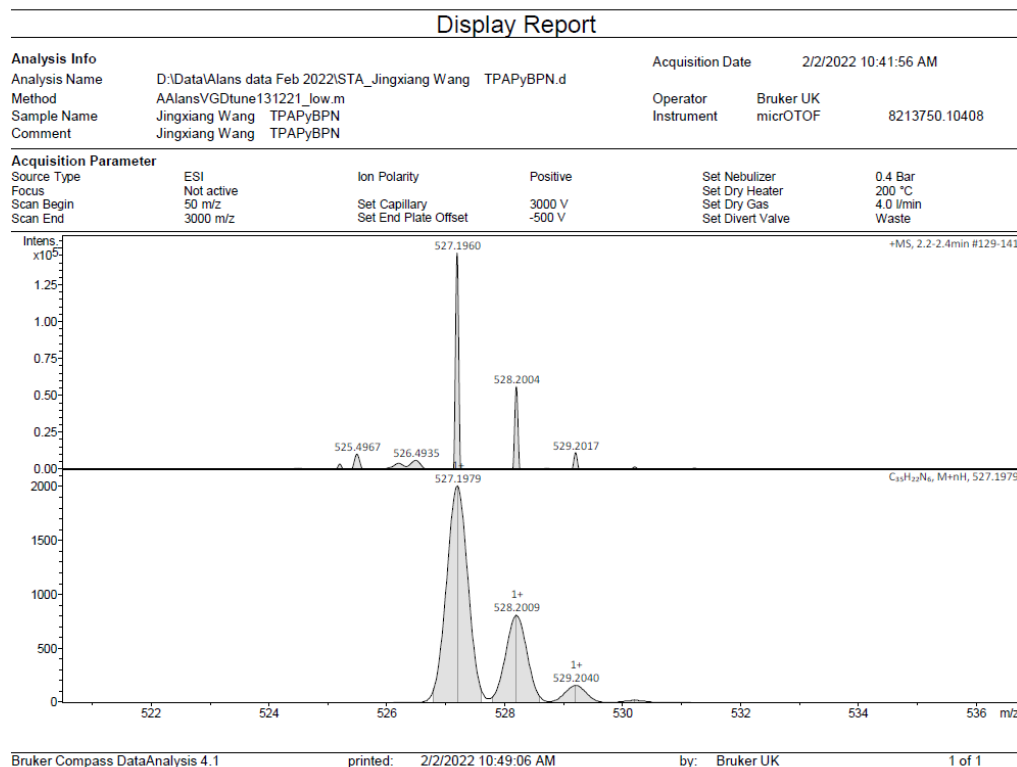 Display Report
Analysis Info
Acquisition Date 2/2/2022 10:41:56 AM
Analysis Name D:\Data\Alans data Feb 2022\STA_Jingxiang Wang TPAPyBPN.d
Method AAlansVGDtune131221_low.m Operator Bruker UK
Sample Name Jingxiang Wang TPAPyBPN Instrument micrOTOF 8213750.10408
Comment Jingxiang Wang TPAPyBPN
Acquisition Parameter
Source Type ESI Ion Polarity Positive Set Nebulizer 0.4 Bar
Focus Not active Set Dry Heater 200 °C
Scan Begin 50 m/z Set Capillary 3000 V Set Dry Gas 4.0 l/min
Scan End 3000 m/z Set End Plate Offset -500 V Set Divert Valve Waste
Intens.
x10⁵
+MS, 2.2-2.4min #129-141
527.1960
1.25
1.00
0.75
528.2004
0.50
0.25
525.4967 526.4935 529.2017
0.00
1+
527.1979
C₃₅H₂₂N₆, M+nH, 527.1979
2000
1500
1+
528.2009
1000
500
1+
529.2040
0
522 524 526 528 530 532 534 536 m/z
Bruker Compass DataAnalysis 4.1 printed: 2/2/2022 10:49:06 AM by: Bruker UK 1 of 1